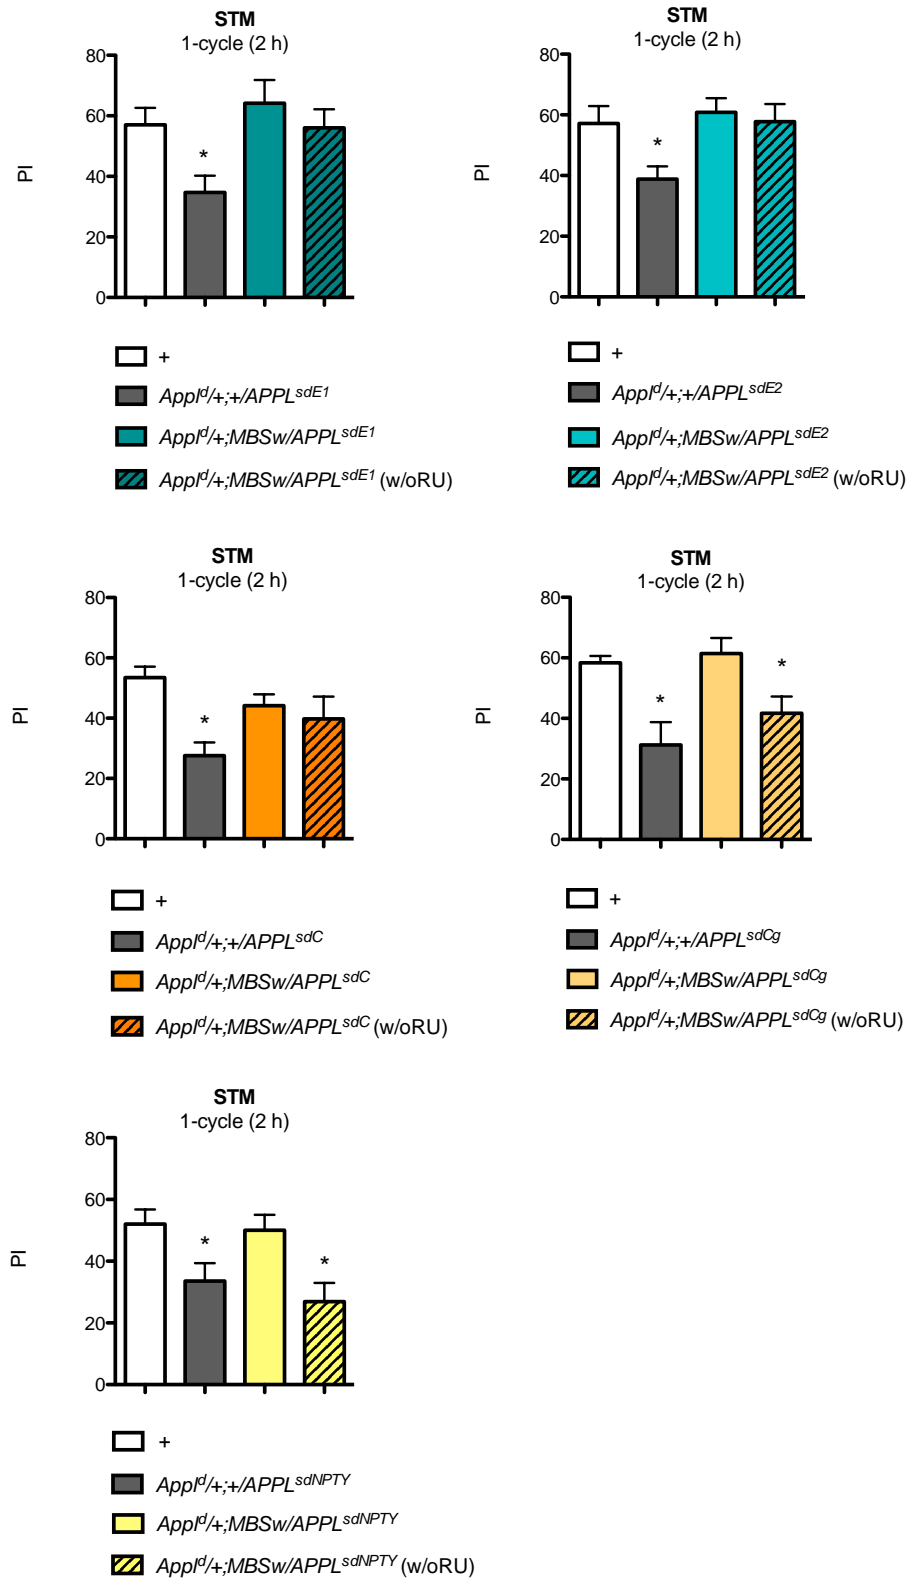 STM
1-cycle (2 h)
80
60
40
20
0
PI
*
+
Appl^d/+;+/APPL^sdE1
Appl^d/+;MBSw/APPL^sdE1
Appl^d/+;MBSw/APPL^sdE1 (w/oRU)
STM
1-cycle (2 h)
80
60
40
20
0
PI
*
+
Appl^d/+;+/APPL^sdE2
Appl^d/+;MBSw/APPL^sdE2
Appl^d/+;MBSw/APPL^sdE2 (w/oRU)
STM
1-cycle (2 h)
80
60
40
20
0
PI
*
+
Appl^d/+;+/APPL^sdC
Appl^d/+;MBSw/APPL^sdC
Appl^d/+;MBSw/APPL^sdC (w/oRU)
STM
1-cycle (2 h)
80
60
40
20
0
PI
*
*
+
Appl^d/+;+/APPL^sdCg
Appl^d/+;MBSw/APPL^sdCg
Appl^d/+;MBSw/APPL^sdCg (w/oRU)
STM
1-cycle (2 h)
80
60
40
20
0
PI
*
*
+
Appl^d/+;+/APPL^sdNPTY
Appl^d/+;MBSw/APPL^sdNPTY
Appl^d/+;MBSw/APPL^sdNPTY (w/oRU)